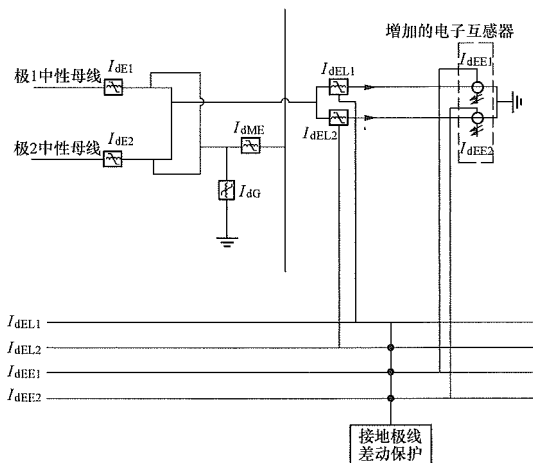 增加的电子互感器
IdE1
IdEL1
IdEE1
极1中性母线
IdE2
IdEL2
IdME
IdEE2
极2中性母线
IdG
IdEL1
IdEL2
IdEE1
IdEE2
接地极线
差动保护